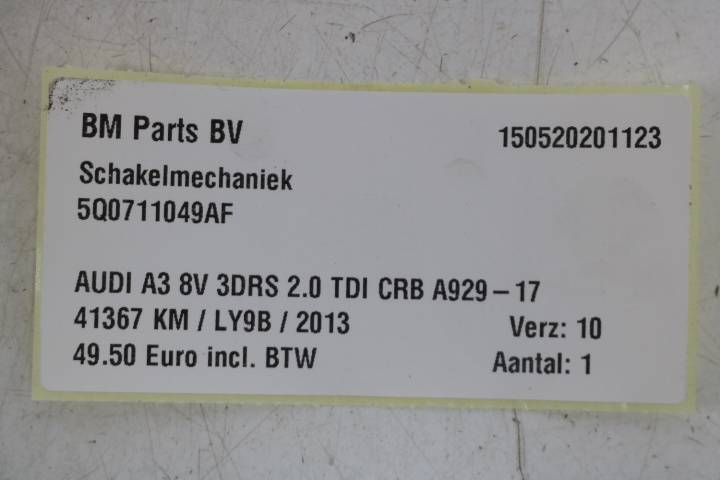 BM Parts BV 150520201123
Schakelmechaniek
5Q0711049AF
AUDI A3 8V 3DRS 2.0 TDI CRB A929-17
41367 KM / LY9B / 2013 Verz: 10
49.50 Euro incl. BTW Aantal: 1